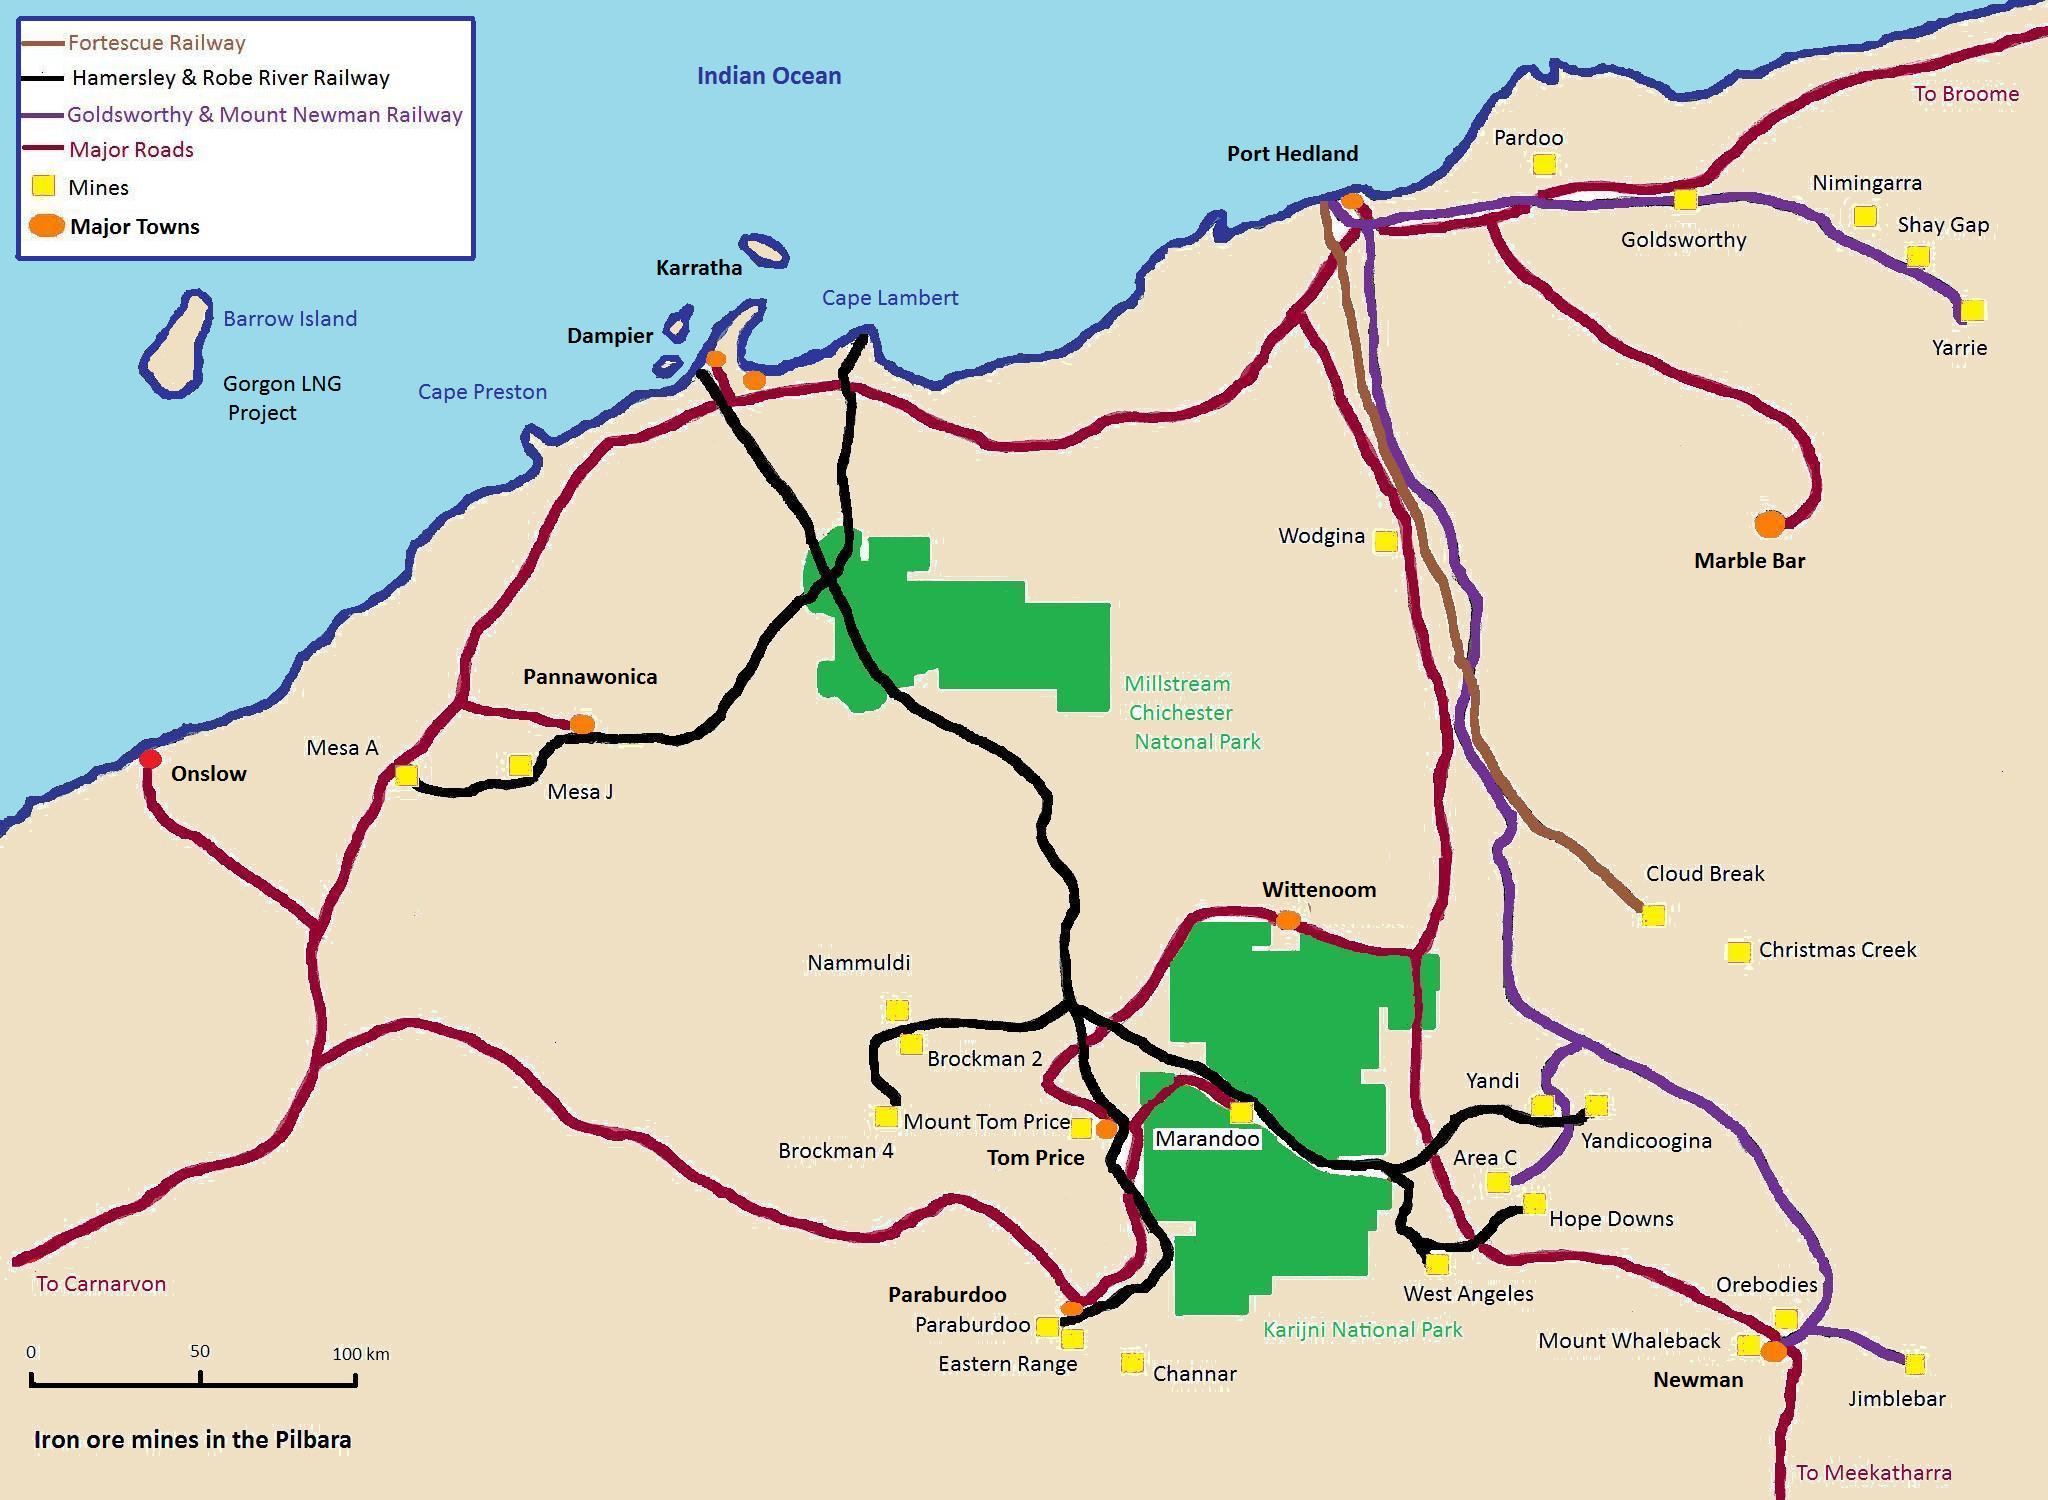 Fortescue Railway
Hamersley & Robe River Railway
Goldsworthy & Mount Newman Railway
Major Roads
Mines
Major Towns
Indian Ocean
To Broome
Pardoo
Port Hedland
Nimingarra
Shay Gap
Goldsworthy
Karratha
Cape Lambert
Barrow Island
Dampier
Yarrie
Gorgon LNG
Project
Cape Preston
Wodgina
Marble Bar
Pannawonica
Millstream
Chichester
Natonal Park
Mesa A
Onslow
Mesa J
Cloud Break
Wittenoom
Christmas Creek
Nammuldi
Brockman 2
Yandi
Mount Tom Price
Marandoo
Yandicoogina
Brockman 4
Tom Price
Area C
Hope Downs
To Carnarvon
Paraburdoo
West Angeles
Orebodies
Paraburdoo
Karijni National Park
Mount Whaleback
0 50 100 km
Eastern Range
Channar
Newman
Jimblebar
Iron ore mines in the Pilbara
To Meekatharra